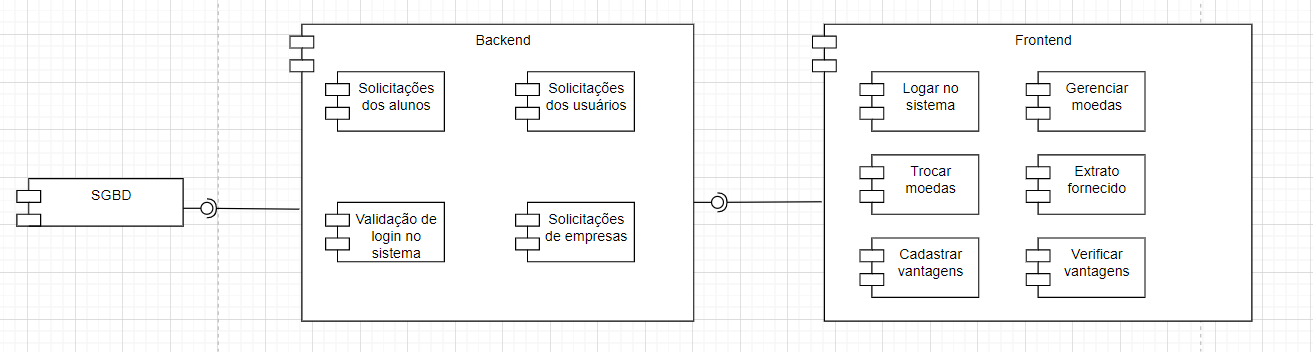 SGBD
Backend
Solicitações
dos alunos
Solicitações
dos usuários
Validação de
login no
sistema
Solicitações
de empresas
Frontend
Logar no
sistema
Gerenciar
moedas
Trocar
moedas
Extrato
fornecido
Cadastrar
vantagens
Verificar
vantagens